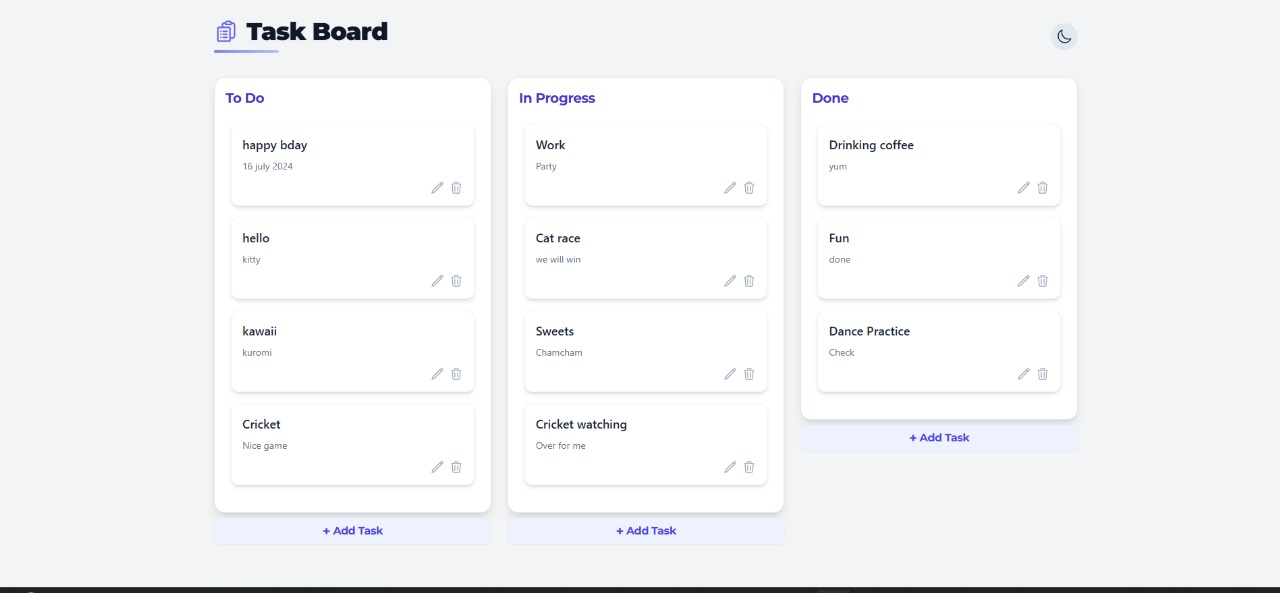 Task Board
To Do
happy bday
16 july 2024
hello
kitty
kawaii
kuromi
Cricket
Nice game
+ Add Task
In Progress
Work
Party
Cat race
we will win
Sweets
Chamcham
Cricket watching
Over for me
+ Add Task
Done
Drinking coffee
yum
Fun
done
Dance Practice
Check
+ Add Task